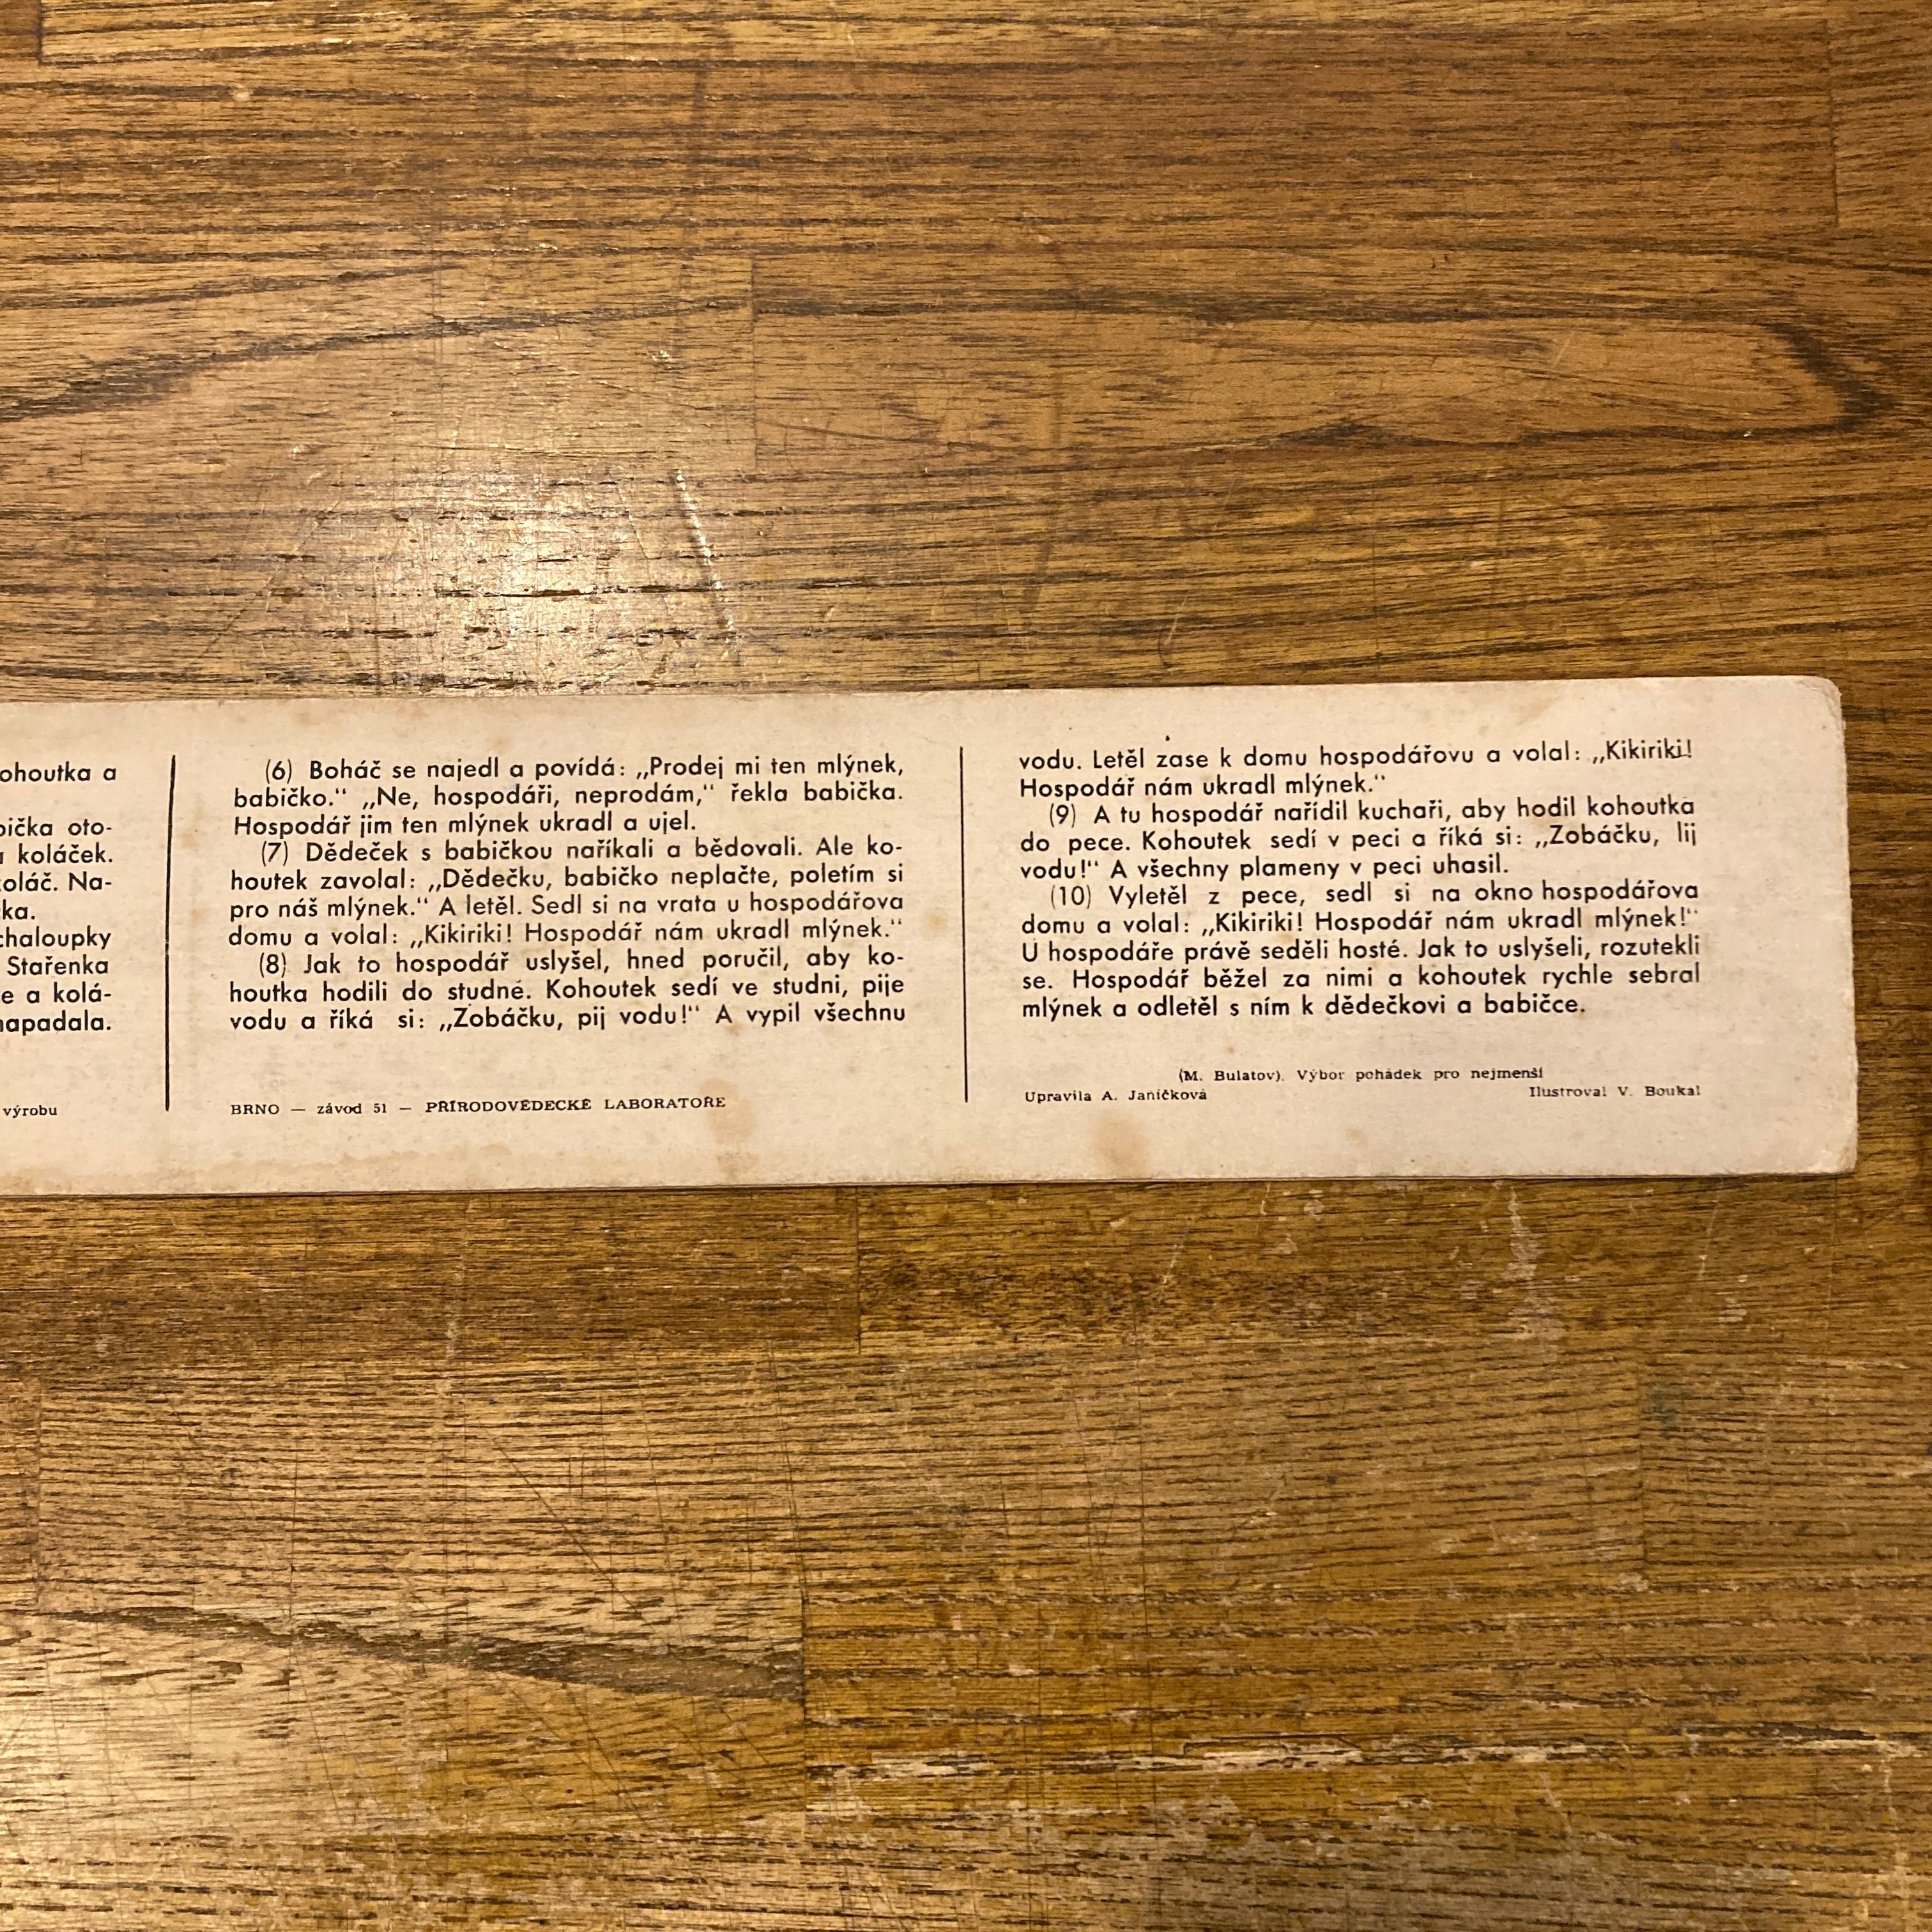 ohoutka a
bička oto-
koláček.
koláč. Na-
ka.
chaloupky
Stařenka
e a kolá-
napadala.
výrobu
(6) Boháč se najedl a povídá: „Prodej mi ten mlýnek,
babičko.“ „Ne, hospodáři, neprodám,“ řekla babička.
Hospodář jim ten mlýnek ukradl a ujel.
(7) Dědeček s babičkou naříkali a bědovali. Ale ko-
houtek zavolal: „Dědečku, babičko neplačte, poletím si
pro náš mlýnek.“ A letěl. Sedl si na vrata u hospodářova
domu a volal: „Kikiriki! Hospodář nám ukradl mlýnek.“
(8) Jak to hospodář uslyšel, hned poručil, aby ko-
houtka hodili do studně. Kohoutek sedí ve studni, pije
vodu a říká si: „Zobáčku, pij vodu!“ A vypil všechnu
BRNO — závod 51 — PŘÍRODOVĚDECKÉ LABORATOŘE
vodu. Letěl zase k domu hospodářovu a volal: „Kikiriki!
Hospodář nám ukradl mlýnek.“
(9) A tu hospodář nařídil kuchaři, aby hodil kohoutka
do pece. Kohoutek sedí v peci a říká si: „Zobáčku, lij
vodu!“ A všechny plameny v peci uhasil.
(10) Vyletěl z pece, sedl si na okno hospodářova
domu a volal: „Kikiriki! Hospodář nám ukradl mlýnek!“
U hospodáře právě seděli hosté. Jak to uslyšeli, rozutekli
se. Hospodář běžel za nimi a kohoutek rychle sebral
mlýnek a odletěl s ním k dědečkovi a babičce.
(M. Bulatov). Výbor pohádek pro nejmenší
Upravila A. Janíčková Ilustroval V. Boukal